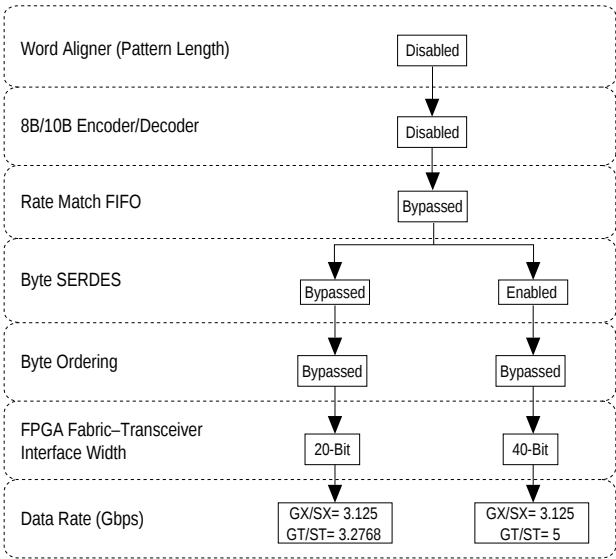 Word Aligner (Pattern Length)
Disabled
8B/10B Encoder/Decoder
Disabled
Rate Match FIFO
Bypassed
Byte SERDES
Bypassed
Enabled
Byte Ordering
Bypassed
Bypassed
FPGA Fabric–Transceiver
Interface Width
20-Bit
40-Bit
Data Rate (Gbps)
GX/SX= 3.125
GT/ST= 3.2768
GX/SX= 3.125
GT/ST= 5